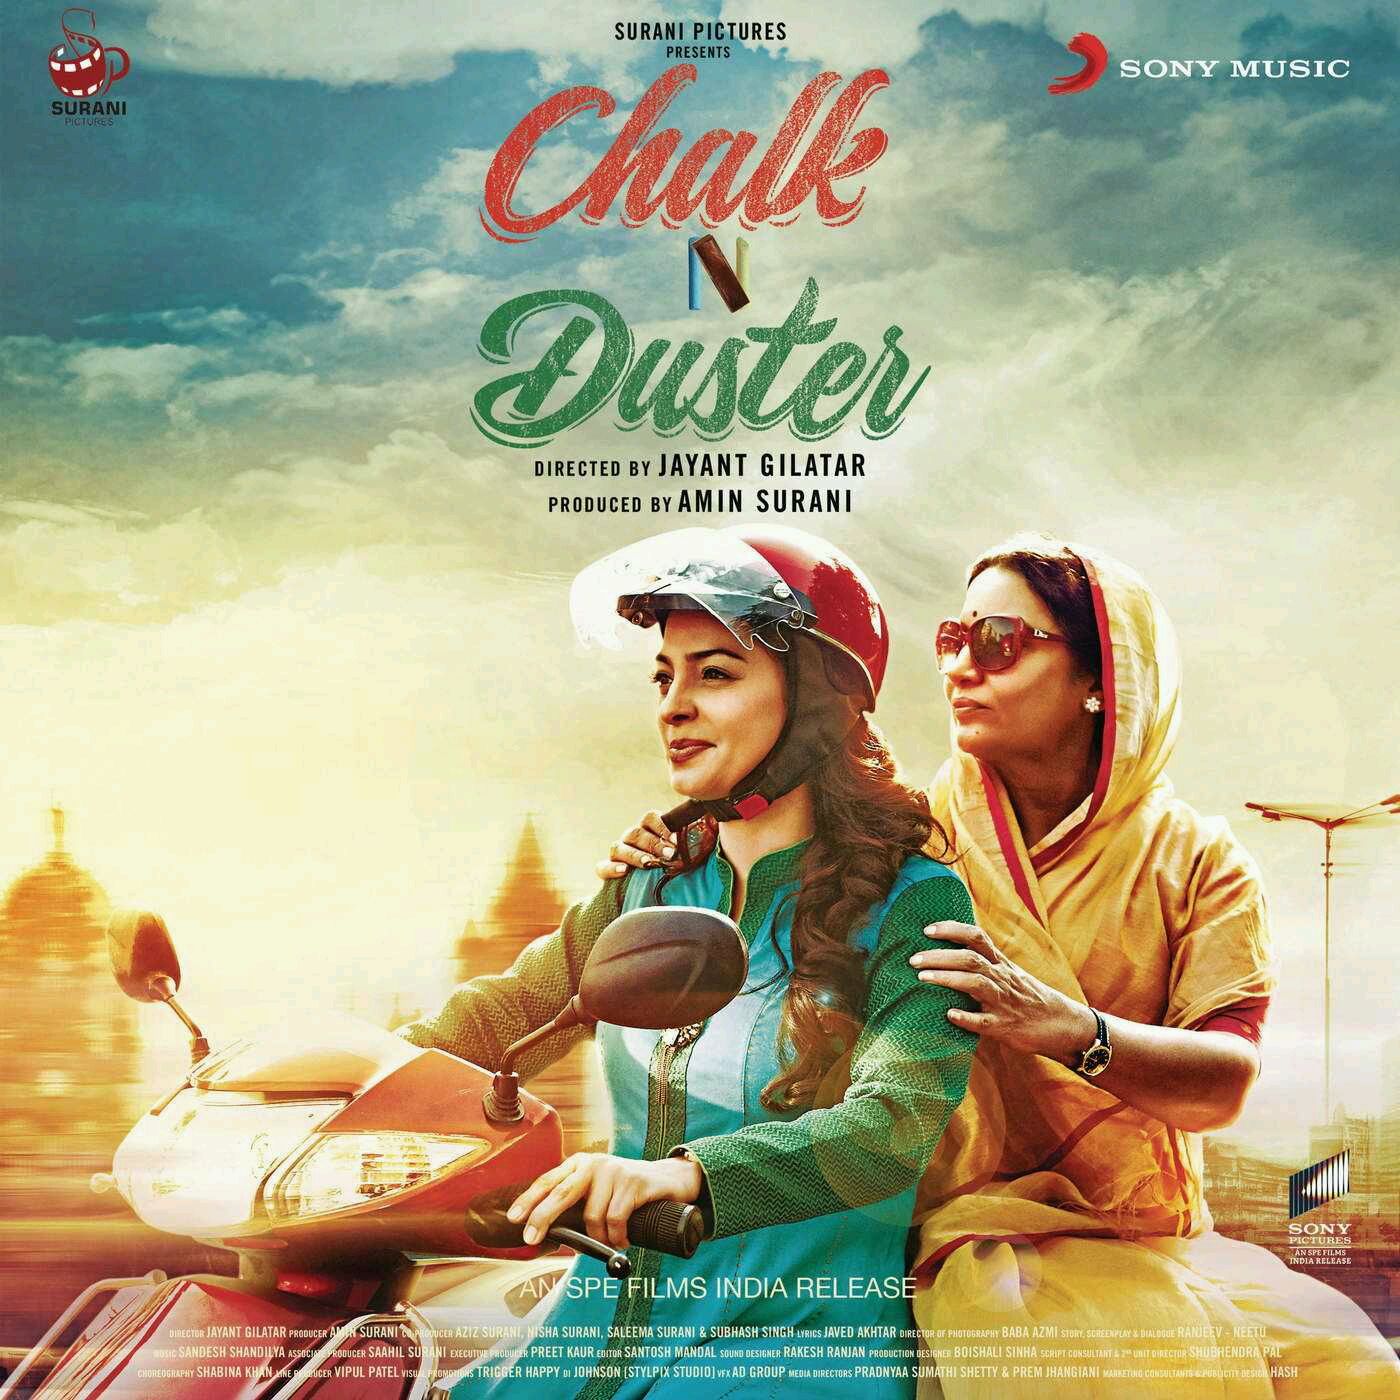 SURANI PICTURES
PRESENTS
SURANI
PICTURES
SONY MUSIC
Chalk
N
Duster
DIRECTED BY JAYANT GILATAR
PRODUCED BY AMIN SURANI
SONY
PICTURES
AN SPE FILMS
INDIA RELEASE
AN SPE FILMS INDIA RELEASE
DIRECTOR JAYANT GILATAR PRODUCER AMIN SURANI CO-PRODUCER AZIZ SURANI, NISHA SURANI, SALEEMA SURANI & SUBHASH SINGH LYRICS JAVED AKHTAR DIRECTOR OF PHOTOGRAPHY BABA AZMI STORY, SCREENPLAY & DIALOGUE RANJEEV - NEETU
MUSIC SANDESH SHANDILYA ASSOCIATE PRODUCER SAAHIL SURANI EXECUTIVE PRODUCER PREET KAUR EDITOR SANTOSH MANDAL SOUND DESIGNER RAKESH RANJAN PRODUCTION DESIGNER BOISHALI SINHA SCRIPT CONSULTANT & 2ND UNIT DIRECTOR SHUBHENDRA PAL
CHOREOGRAPHY SHABINA KHAN LINE PRODUCER VIPUL PATEL VISUAL PROMOTIONS TRIGGER HAPPY DI JOHNSON [STYLPIX STUDIO] VFX AD GROUP MEDIA DIRECTORS PRADNYAA SUMATHI SHETTY & PREM JHANGIANI MARKETING CONSULTANTS & PUBLICITY DESIGN HASH